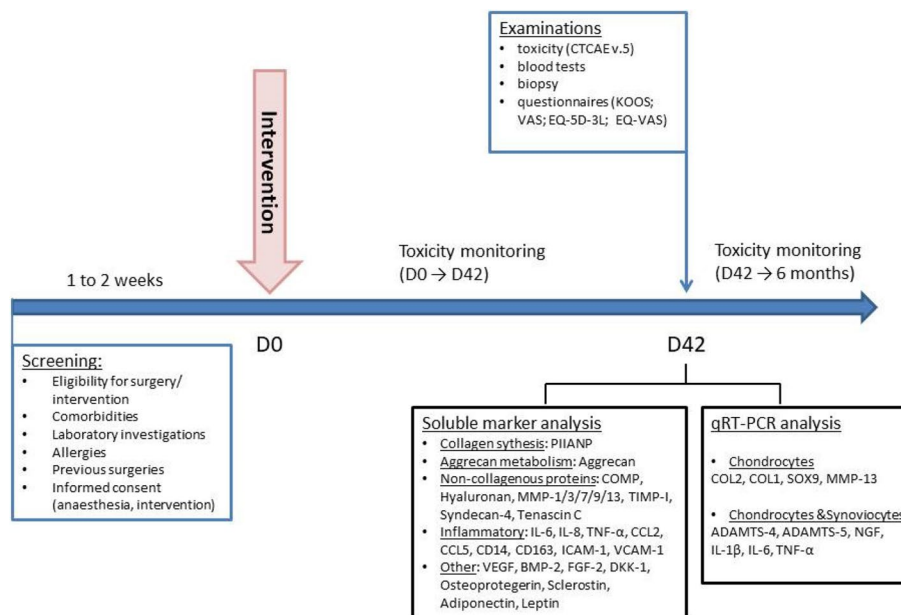 Examinations
• toxicity (CTCAE v.5)
• blood tests
• biopsy
• questionnaires (KOOS;
VAS; EQ-5D-3L; EQ-VAS)
Intervention
1 to 2 weeks
Toxicity monitoring
(D0 → D42)
Toxicity monitoring
(D42 → 6 months)
D0
D42
Screening:
• Eligibility for surgery/
intervention
• Comorbidities
• Laboratory investigations
• Allergies
• Previous surgeries
• Informed consent
(anaesthesia, intervention)
Soluble marker analysis
• Collagen sythesis: PIIANP
• Aggrecan metabolism: Aggrecan
• Non-collagenous proteins: COMP,
Hyaluronan, MMP-1/3/7/9/13, TIMP-I,
Syndecan-4, Tenascin C
• Inflammatory: IL-6, IL-8, TNF-α, CCL2,
CCL5, CD14, CD163, ICAM-1, VCAM-1
• Other: VEGF, BMP-2, FGF-2, DKK-1,
Osteoprotegerin, Sclerostin,
Adiponectin, Leptin
qRT-PCR analysis
• Chondrocytes
COL2, COL1, SOX9, MMP-13
• Chondrocytes &Synoviocytes
ADAMTS-4, ADAMTS-5, NGF,
IL-1β, IL-6, TNF-α